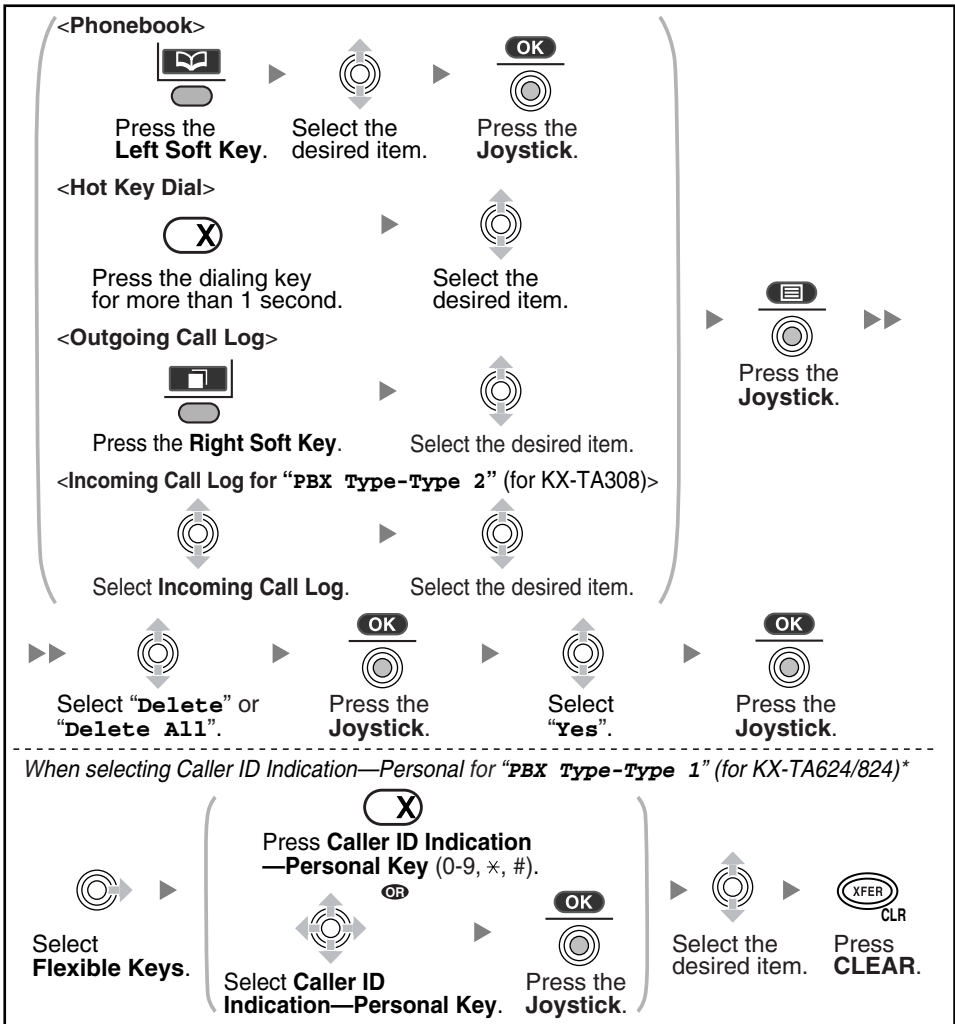 <Phonebook>
OK
Press the
Left Soft Key.
Select the
desired item.
Press the
Joystick.
<Hot Key Dial>
X
Press the dialing key
for more than 1 second.
Select the
desired item.
<Outgoing Call Log>
Press the Right Soft Key.
Select the desired item.
<Incoming Call Log for “PBX Type-Type 2” (for KX-TA308)>
Select Incoming Call Log.
Select the desired item.
Press the
Joystick.
Select “Delete” or
“Delete All”.
OK
Press the
Joystick.
Select
“Yes”.
OK
Press the
Joystick.
When selecting Caller ID Indication—Personal for “PBX Type-Type 1” (for KX-TA624/824)*
Select
Flexible Keys.
X
Press Caller ID Indication
—Personal Key (0-9, ✳, #).
OR
Select Caller ID
Indication—Personal Key.
OK
Press the
Joystick.
Select the
desired item.
XFER
CLR
Press
CLEAR.